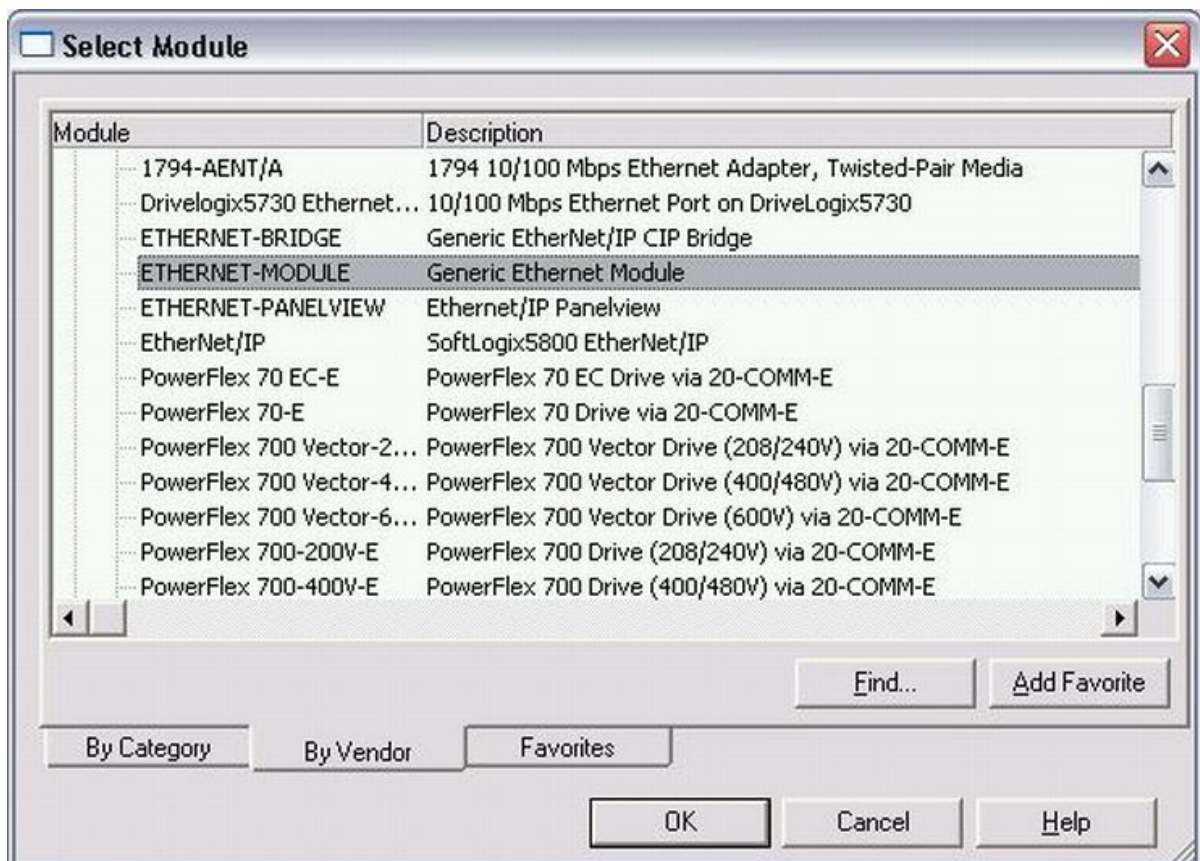 Select Module
Module Description
1794-AENT/A 1794 10/100 Mbps Ethernet Adapter, Twisted-Pair Media
Drivelogix5730 Ethernet... 10/100 Mbps Ethernet Port on DriveLogix5730
ETHERNET-BRIDGE Generic EtherNet/IP CIP Bridge
ETHERNET-MODULE Generic Ethernet Module
ETHERNET-PANELVIEW Ethernet/IP Panelview
EtherNet/IP SoftLogix5800 EtherNet/IP
PowerFlex 70 EC-E PowerFlex 70 EC Drive via 20-COMM-E
PowerFlex 70-E PowerFlex 70 Drive via 20-COMM-E
PowerFlex 700 Vector-2... PowerFlex 700 Vector Drive (208/240V) via 20-COMM-E
PowerFlex 700 Vector-4... PowerFlex 700 Vector Drive (400/480V) via 20-COMM-E
PowerFlex 700 Vector-6... PowerFlex 700 Vector Drive (600V) via 20-COMM-E
PowerFlex 700-200V-E PowerFlex 700 Drive (208/240V) via 20-COMM-E
PowerFlex 700-400V-E PowerFlex 700 Drive (400/480V) via 20-COMM-E
Find... Add Favorite
By Category By Vendor Favorites
OK Cancel Help